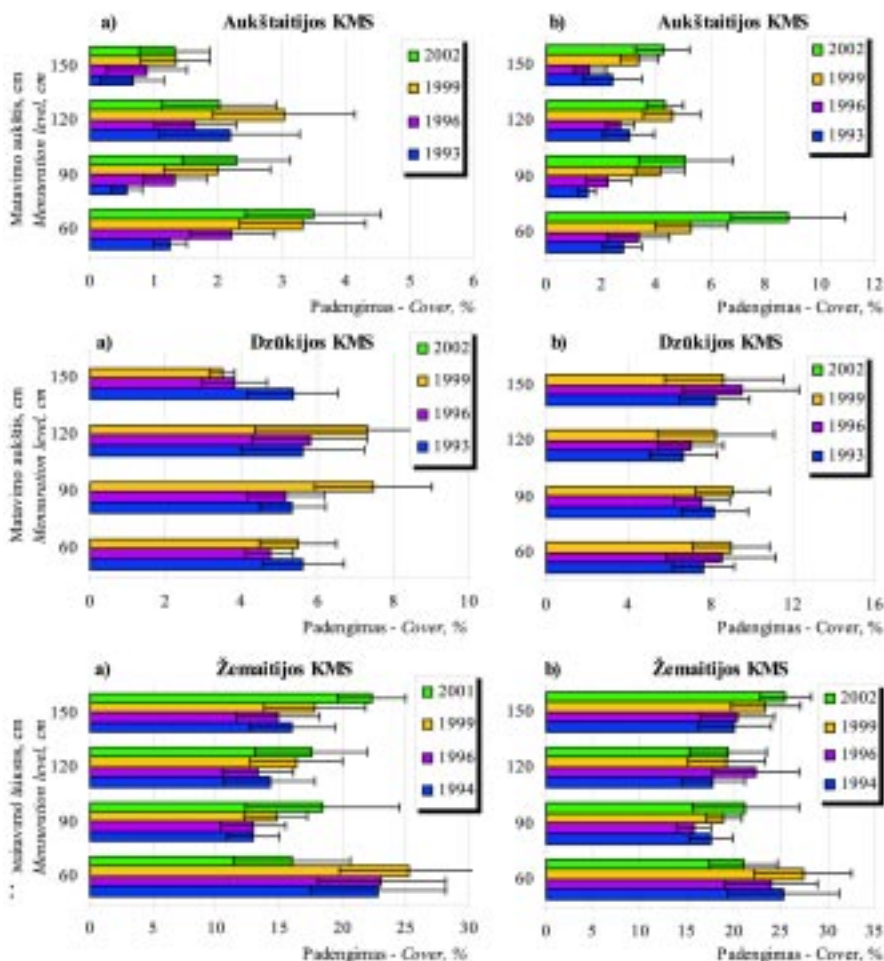 a) Aukštaitijos KMS
2002
1999
1996
1993
150
120
90
60
Matavimo aukštis, cm
Mensuration level, cm
0 1 2 3 4 5 6
Padengimas - Cover, %
b) Aukštaitijos KMS
2002
1999
1996
1993
150
120
90
60
0 2 4 6 8 10 12
Padengimas - Cover, %
a) Dzūkijos KMS
2002
1999
1996
1993
150
120
90
60
Matavimo aukštis, cm
Mensuration level, cm
0 2 4 6 8 10
Padengimas - Cover, %
b) Dzūkijos KMS
2002
1999
1996
1993
150
120
90
60
0 4 8 12 16
Padengimas - Cover, %
a) Žemaitijos KMS
2001
1999
1996
1994
150
120
90
60
Matavimo aukštis, cm
Mensuration level, cm
0 5 10 15 20 25 30
Padengimas - Cover, %
b) Žemaitijos KMS
2002
1999
1996
1994
150
120
90
60
0 5 10 15 20 25 30 35
Padengimas - Cover, %